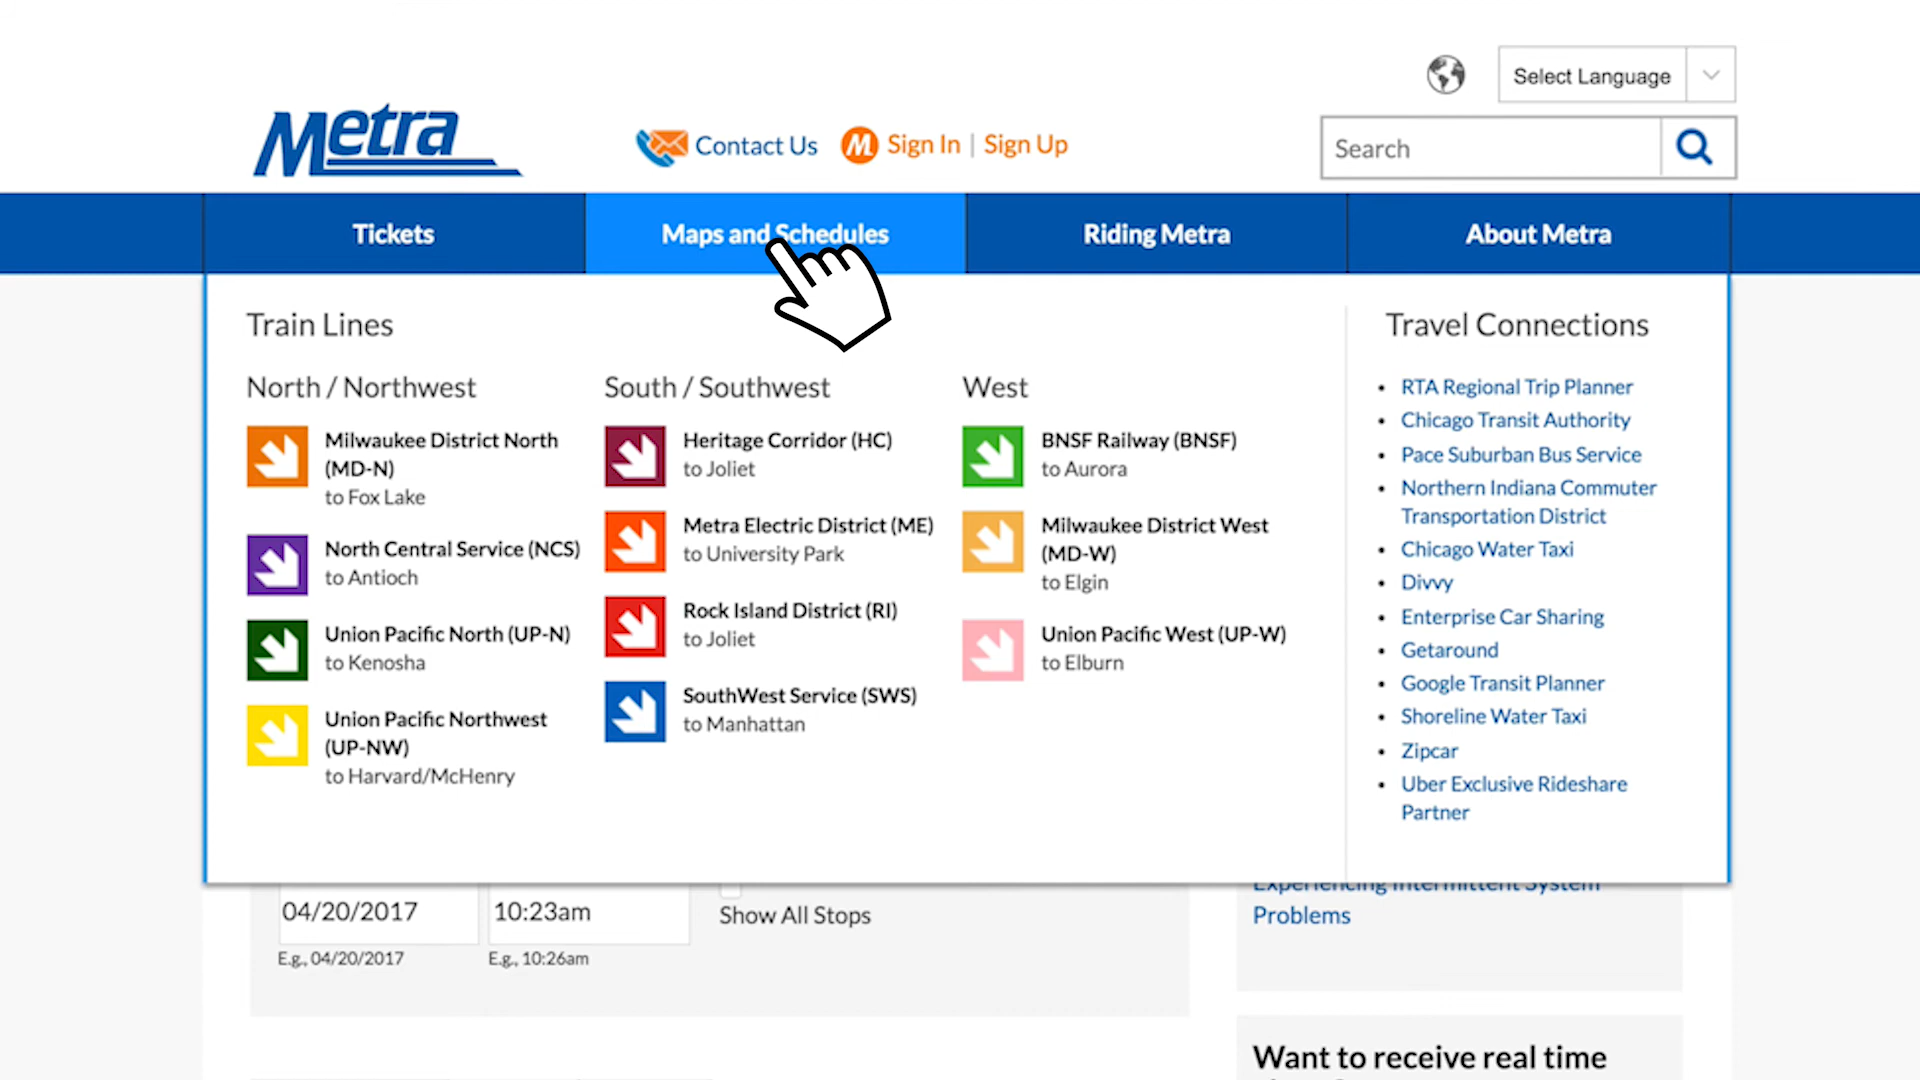 Select Language
Metra
Contact Us
M Sign In | Sign Up
Search
Tickets
Maps and Schedules
Riding Metra
About Metra
Train Lines
North / Northwest
Milwaukee District North
(MD-N)
to Fox Lake
North Central Service (NCS)
to Antioch
Union Pacific North (UP-N)
to Kenosha
Union Pacific Northwest
(UP-NW)
to Harvard/McHenry
South / Southwest
Heritage Corridor (HC)
to Joliet
Metra Electric District (ME)
to University Park
Rock Island District (RI)
to Joliet
SouthWest Service (SWS)
to Manhattan
West
BNSF Railway (BNSF)
to Aurora
Milwaukee District West
(MD-W)
to Elgin
Union Pacific West (UP-W)
to Elburn
Travel Connections
• RTA Regional Trip Planner
• Chicago Transit Authority
• Pace Suburban Bus Service
• Northern Indiana Commuter
Transportation District
• Chicago Water Taxi
• Divvy
• Enterprise Car Sharing
• Getaround
• Google Transit Planner
• Shoreline Water Taxi
• Zipcar
• Uber Exclusive Rideshare
Partner
04/20/2017
10:23am
Show All Stops
E.g., 04/20/2017
E.g., 10:26am
Experiencing Intermittent System
Problems
Want to receive real time